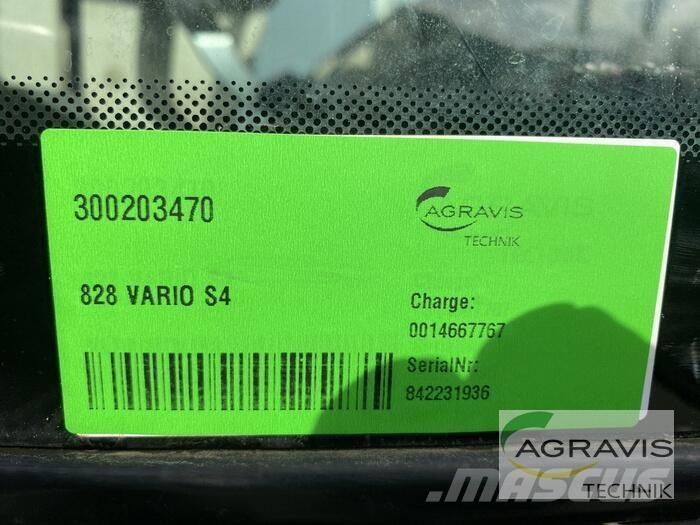 300203470
AGRAVIS
TECHNIK
828 VARIO S4
Charge:
0014667767
SerialNr:
842231936
AGRAVIS
TECHNIK
MASCUS